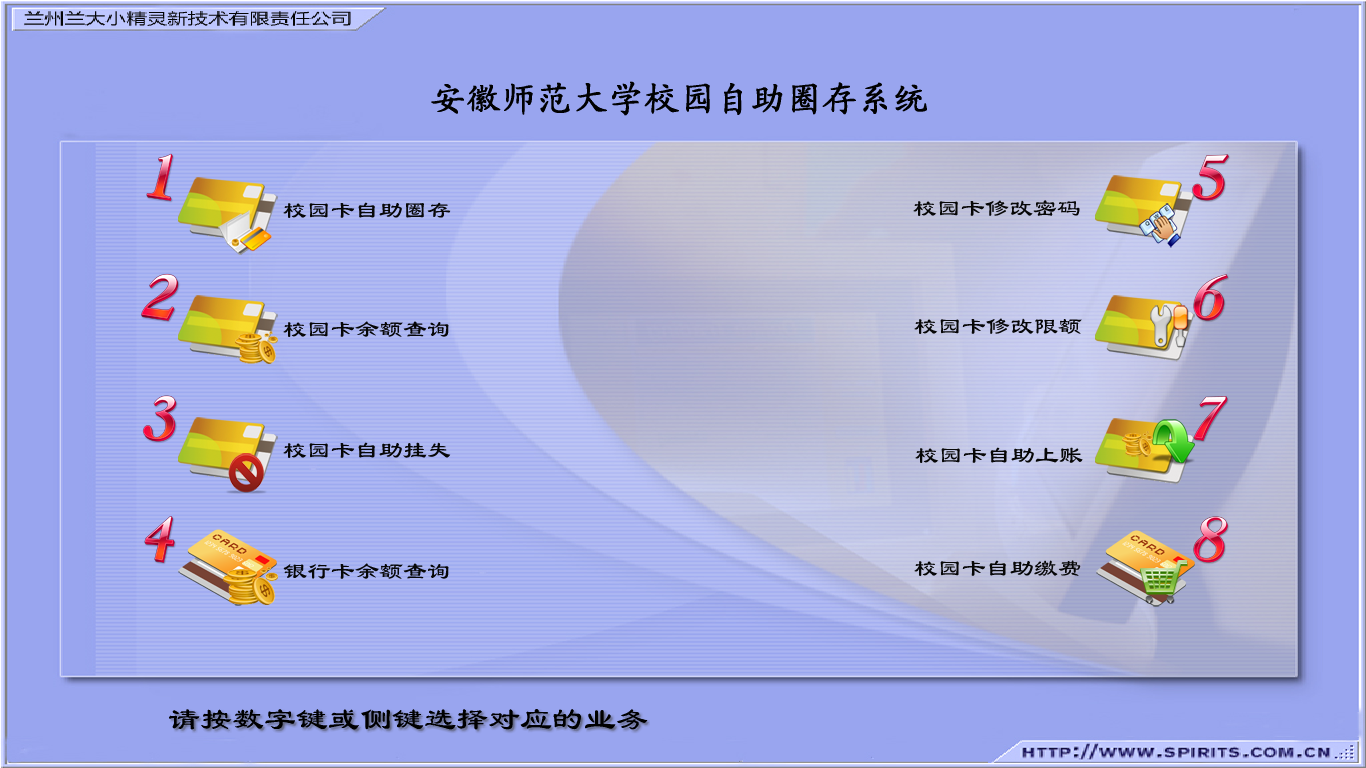 兰州兰大小精灵新技术有限责任公司
安徽师范大学校园自助圈存系统
1 校园卡自助圈存
2 校园卡余额查询
3 校园卡自助挂失
4 CARD 银行卡余额查询
校园卡修改密码 5
校园卡修改限额 6
校园卡自助上账 7
校园卡自助缴费 CARD 8
请按数字键或侧键选择对应的业务
HTTP://WWW.SPIRITS.COM.CN